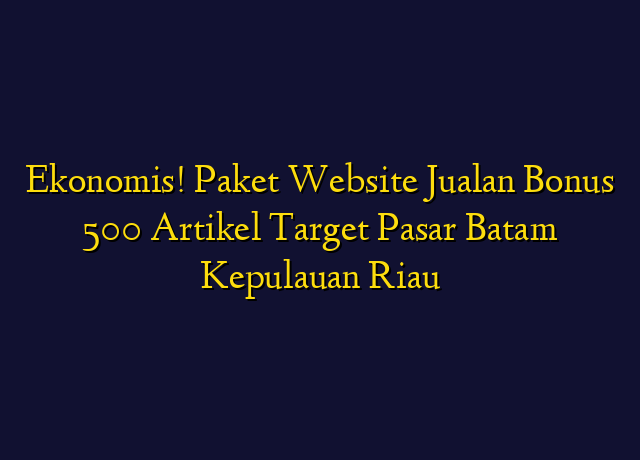 Ekonomis! Paket Website Jualan Bonus
500 Artikel Target Pasar Batam
Kepulauan Riau